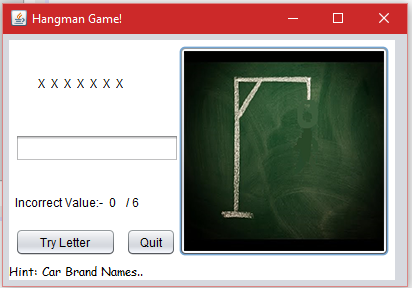 Hangman Game!
X X X X X X X
Incorrect Value:- 0 / 6
Try Letter Quit
Hint: Car Brand Names..